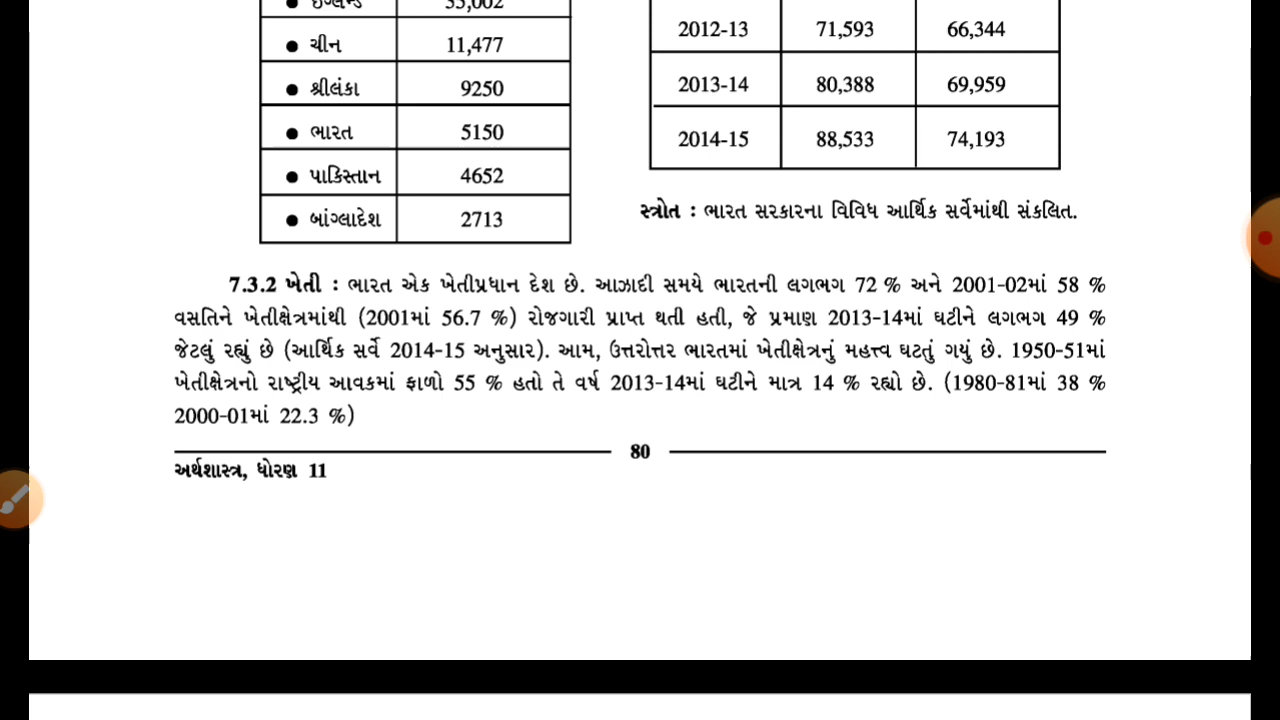 ઇંગ્લૅન્ડ 35,002
• ચીન 11,477
• શ્રીલંકા 9250
• ભારત 5150
• પાકિસ્તાન 4652
• બાંગ્લાદેશ 2713
2012-13 71,593 66,344
2013-14 80,388 69,959
2014-15 88,533 74,193
સ્ત્રોત : ભારત સરકારના વિવિધ આર્થિક સર્વેમાંથી સંકલિત.
7.3.2 ખેતી : ભારત એક ખેતીપ્રધાન દેશ છે. આઝાદી સમયે ભારતની લગભગ 72 % અને 2001-02માં 58 %
વસતિને ખેતીક્ષેત્રમાંથી (2001માં 56.7 %) રોજગારી પ્રાપ્ત થતી હતી, જે પ્રમાણ 2013-14માં ઘટીને લગભગ 49 %
જેટલું રહ્યું છે (આર્થિક સર્વે 2014-15 અનુસાર). આમ, ઉત્તરોત્તર ભારતમાં ખેતીક્ષેત્રનું મહત્ત્વ ઘટતું ગયું છે. 1950-51માં
ખેતીક્ષેત્રનો રાષ્ટ્રીય આવકમાં ફાળો 55 % હતો તે વર્ષ 2013-14માં ઘટીને માત્ર 14 % રહ્યો છે. (1980-81માં 38 %
2000-01માં 22.3 %)
80
અર્થશાસ્ત્ર, ધોરણ 11